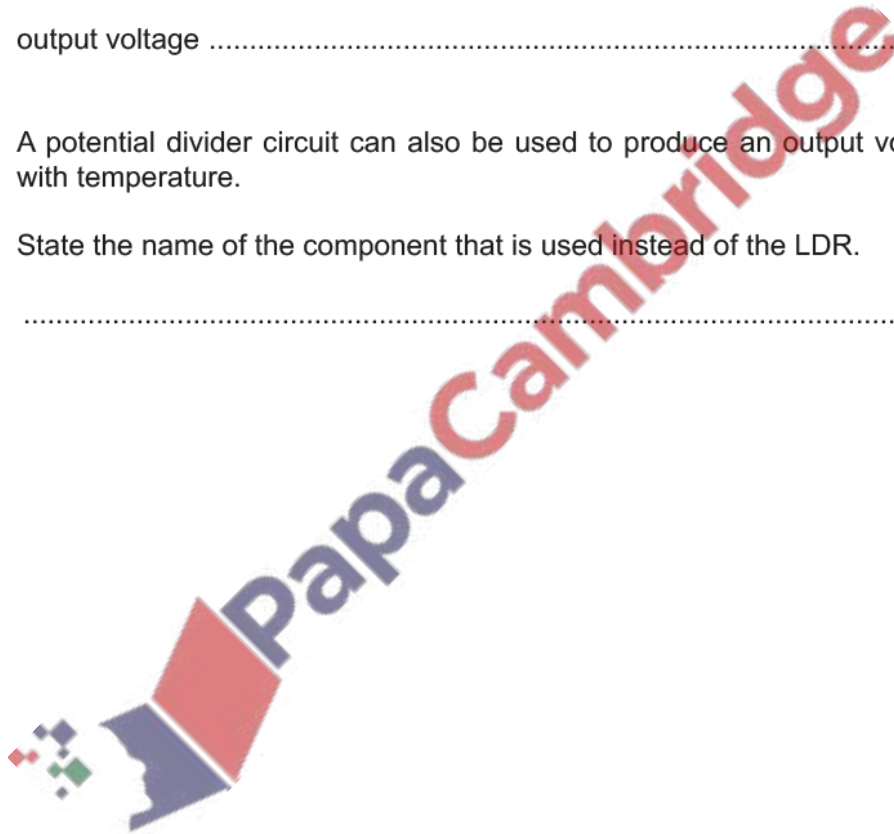 output voltage ................................................................................
A potential divider circuit can also be used to produce an output
with temperature.
State the name of the component that is used instead of the LDR.
................................................................................
PapaCambridge